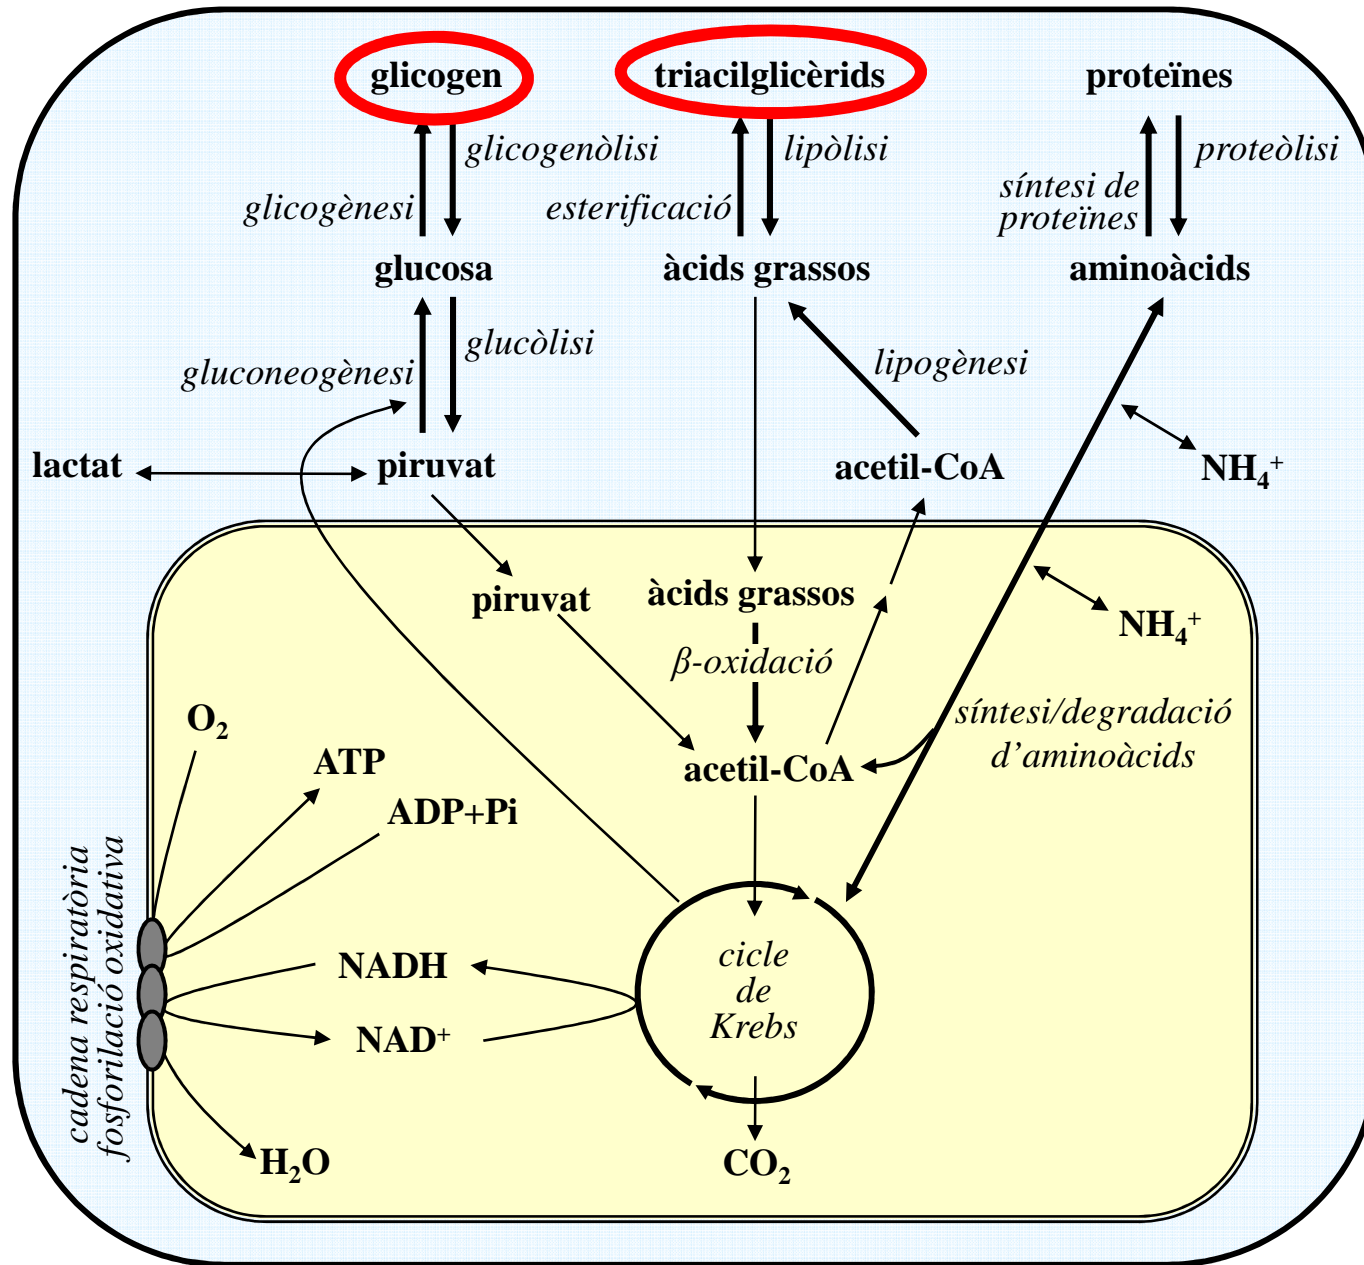 glicogen
triacilglicèrids
proteïnes
glicogenòlisi
lipòlisi
proteòlisi
glicogènesi
esterificació
síntesi de
proteïnes
glucosa
àcids grassos
aminoàcids
glucòlisi
gluconeogènesi
lipogènesi
lactat
piruvat
acetil-CoA
NH₄⁺
piruvat
àcids grassos
NH₄⁺
β-oxidació
síntesi/degradació
d’aminoàcids
O₂
ATP
acetil-CoA
ADP+Pi
cadena respiratòria
fosforilació oxidativa
NADH
NAD⁺
cicle
de
Krebs
H₂O
CO₂